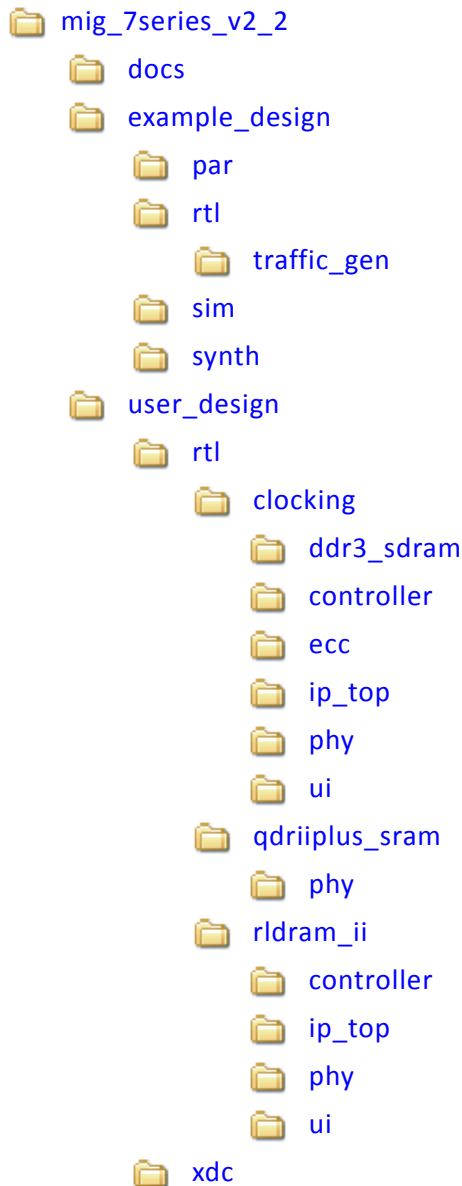 mig_7series_v2_2
docs
example_design
par
rtl
traffic_gen
sim
synth
user_design
rtl
clocking
ddr3_sdram
controller
ecc
ip_top
phy
ui
qdriiplus_sram
phy
rldram_ii
controller
ip_top
phy
ui
xdc